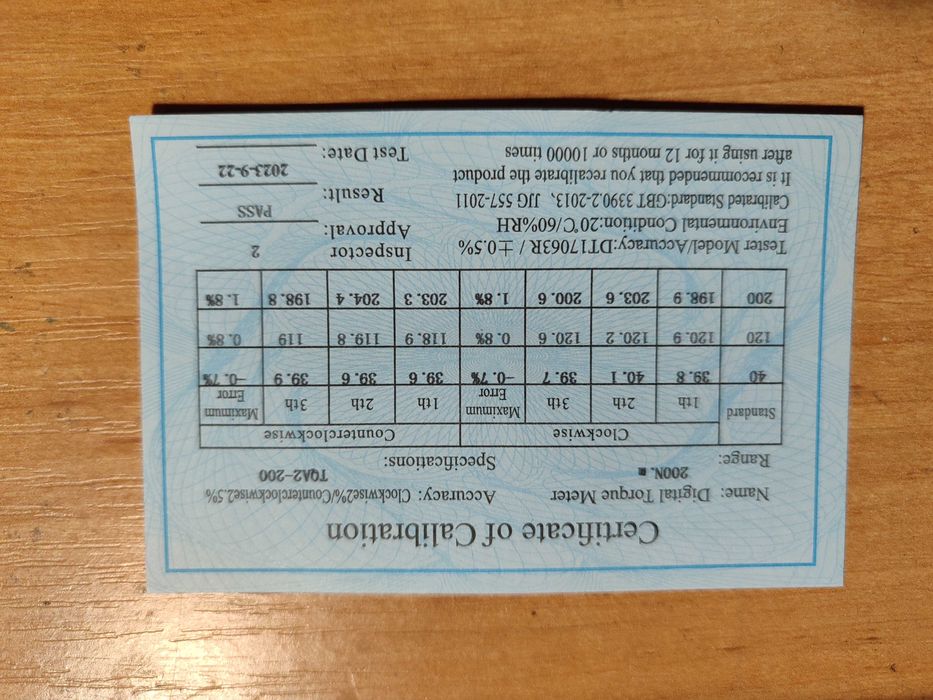 Certificate of Calibration
Name: Digital Torque Meter Accuracy: Clockwise2%/Counterclockwise2.5%
Range: 200N.m Specifications: TQA2-200
Standard Clockwise Counterclockwise
1th 2th 3th Maximum Error 1th 2th 3th Maximum Error
40 39.8 40.1 39.7 -0.7% 39.6 39.6 39.9 -0.7%
120 120.9 120.2 120.6 0.8% 118.9 119.8 119 0.8%
200 198.9 203.6 200.6 1.8% 203.3 204.4 198.8 1.8%
Tester Model/Accuracy:DT17063R / ±0.5% Inspector 2
Environmental Condition:20℃/60%RH Approval:
Calibrated Standard:GBT 3390.2-2013、JJG 557-2011 Result: PASS
It is recommended that you recalibrate the product
after using it for 12 months or 10000 times Test Date: 2023-9-22